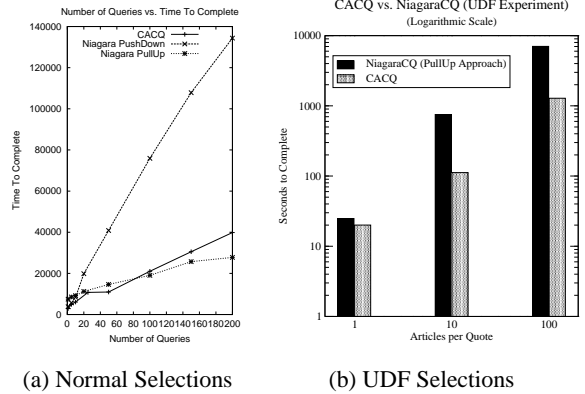 Number of Queries vs. Time To Complete
CACQ
Niagara PushDown
Niagara PullUp
Time To Complete
140000
120000
100000
80000
60000
40000
20000
0
0 20 40 60 80 100 120 140 160 180 200
Number of Queries
(a) Normal Selections
CACQ vs. NiagaraCQ (UDF Experiment)
(Logarithmic Scale)
NiagaraCQ (PullUp Approach)
CACQ
Seconds to Complete
10000
1000
100
10
1
1 10 100
Articles per Quote
(b) UDF Selections